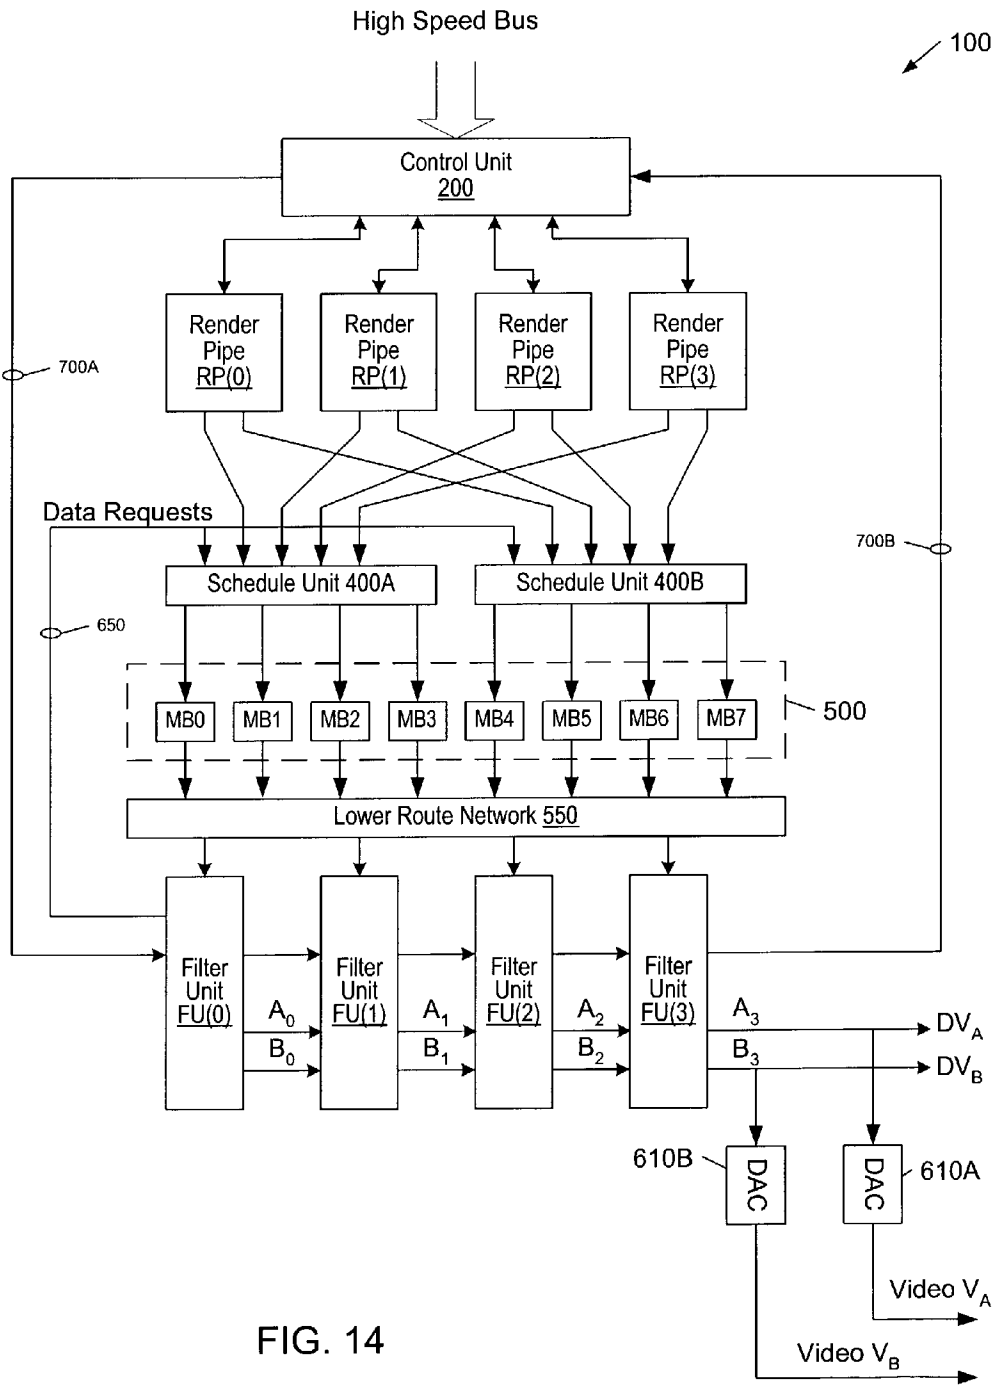 High Speed Bus
100
Control Unit
200
Render
Pipe
RP(0)
Render
Pipe
RP(1)
Render
Pipe
RP(2)
Render
Pipe
RP(3)
700A
Data Requests
700B
Schedule Unit 400A
Schedule Unit 400B
650
MB0
MB1
MB2
MB3
MB4
MB5
MB6
MB7
500
Lower Route Network 550
Filter
Unit
FU(0)
Filter
Unit
FU(1)
Filter
Unit
FU(2)
Filter
Unit
FU(3)
A0
A1
A2
A3
DVA
B0
B1
B2
B3
DVB
610B
DAC
DAC
610A
Video VA
Video VB
FIG. 14